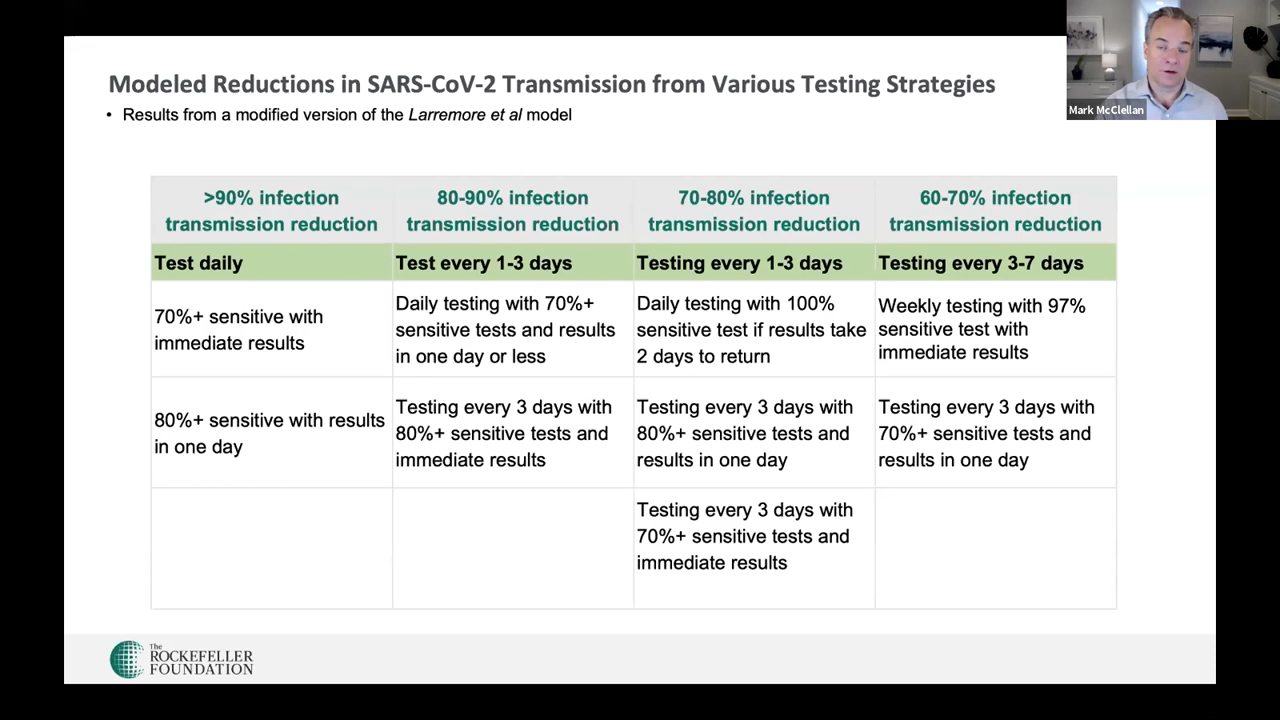 Mark McClellan
Modeled Reductions in SARS-CoV-2 Transmission from Various Testing Strategies
• Results from a modified version of the Larremore et al model
>90% infection
transmission reduction
80-90% infection
transmission reduction
70-80% infection
transmission reduction
60-70% infection
transmission reduction
Test daily
Test every 1-3 days
Testing every 1-3 days
Testing every 3-7 days
70%+ sensitive with
immediate results
Daily testing with 70%+
sensitive tests and results
in one day or less
Daily testing with 100%
sensitive test if results take
2 days to return
Weekly testing with 97%
sensitive test with
immediate results
80%+ sensitive with results
in one day
Testing every 3 days with
80%+ sensitive tests and
immediate results
Testing every 3 days with
80%+ sensitive tests and
results in one day
Testing every 3 days with
70%+ sensitive tests and
results in one day
Testing every 3 days with
70%+ sensitive tests and
immediate results
The
ROCKEFELLER
FOUNDATION